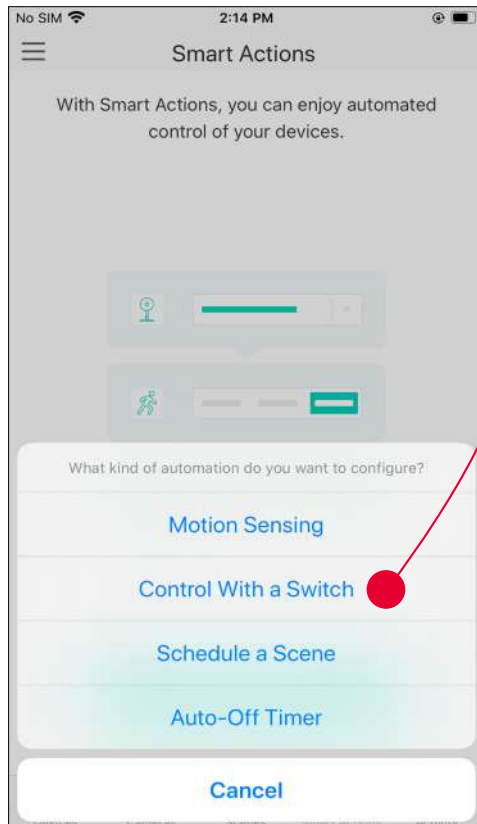 No SIM 2:14 PM
Smart Actions
With Smart Actions, you can enjoy automated
control of your devices.
What kind of automation do you want to configure?
Motion Sensing
Control With a Switch
Schedule a Scene
Auto-Off Timer
Cancel